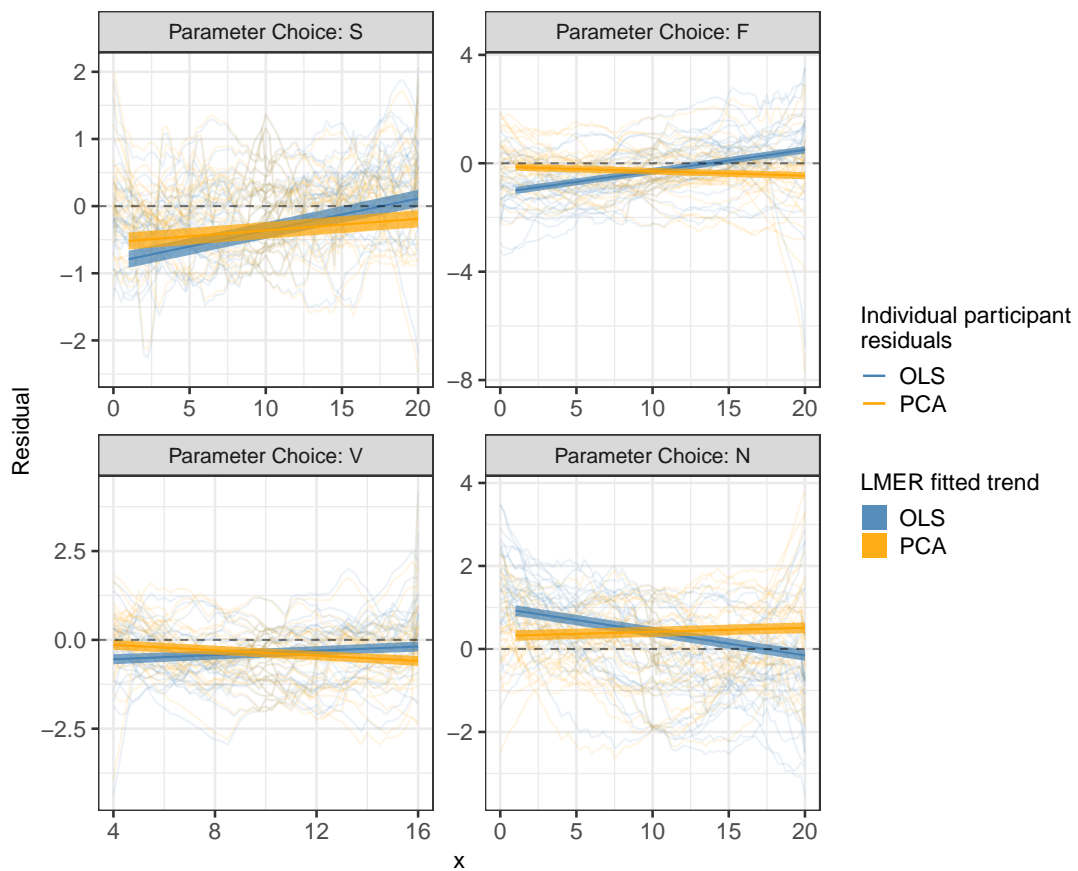 Parameter Choice: S
Parameter Choice: F
2
1
0
−1
−2
0 5 10 15 20
4
0
−4
−8
0 5 10 15 20
Parameter Choice: V
Parameter Choice: N
2.5
0.0
−2.5
4 8 12 16
4
2
0
−2
0 5 10 15 20
Residual
x
Individual participant
residuals
OLS
PCA
LMER fitted trend
OLS
PCA